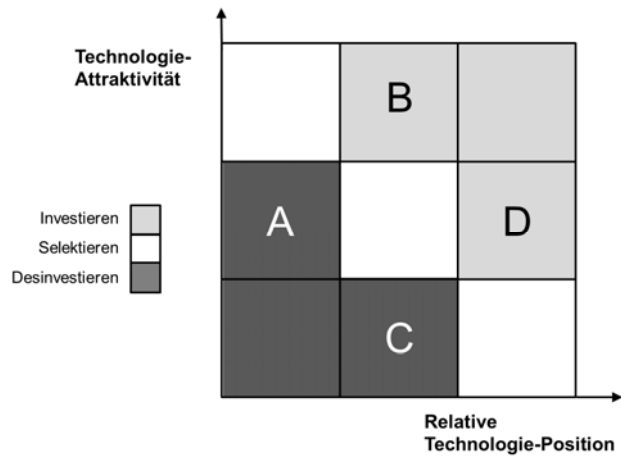 Technologie-
Attraktivität
B
Investieren
Selektieren
Desinvestieren
A
D
C
Relative
Technologie-Position